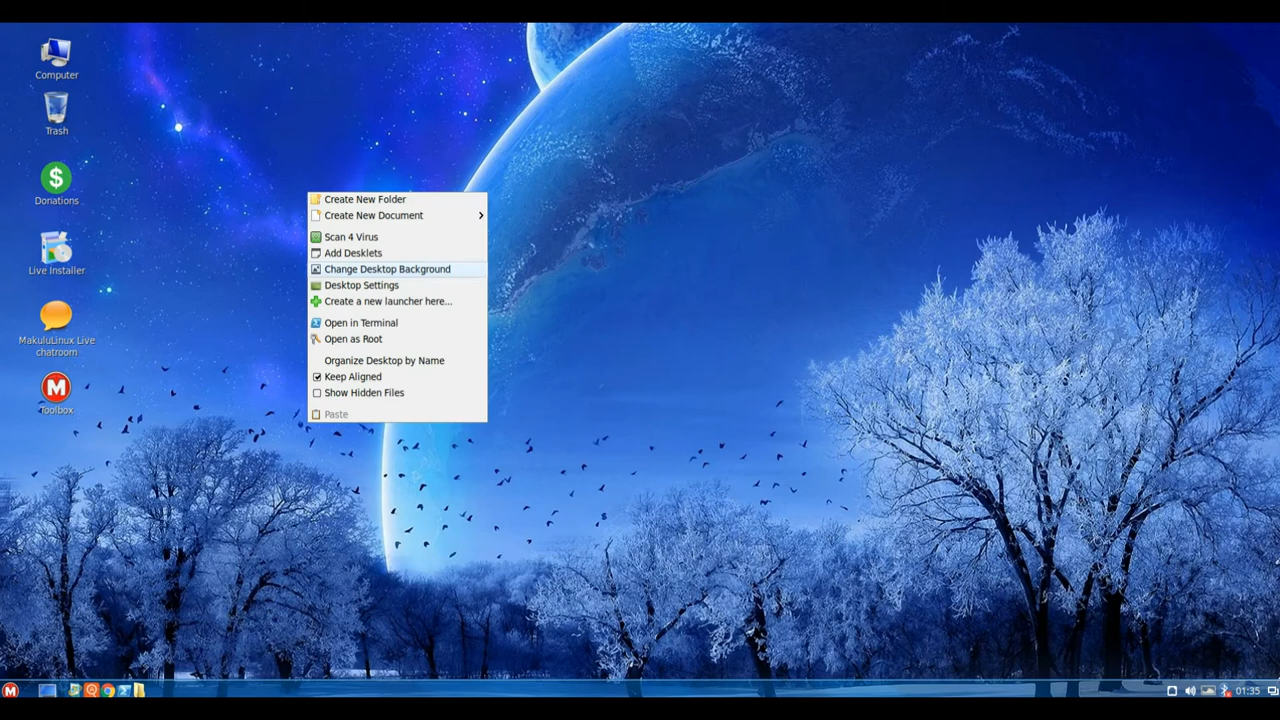 Computer
Trash
Donations
Live Installer
MakuluLinux Live
chatroom
M
Toolbox
Create New Folder
Create New Document
Scan 4 Virus
Add Desklets
Change Desktop Background
Desktop Settings
Create a new launcher here...
Open in Terminal
Open as Root
Organize Desktop by Name
Keep Aligned
Show Hidden Files
Paste
M
01:35